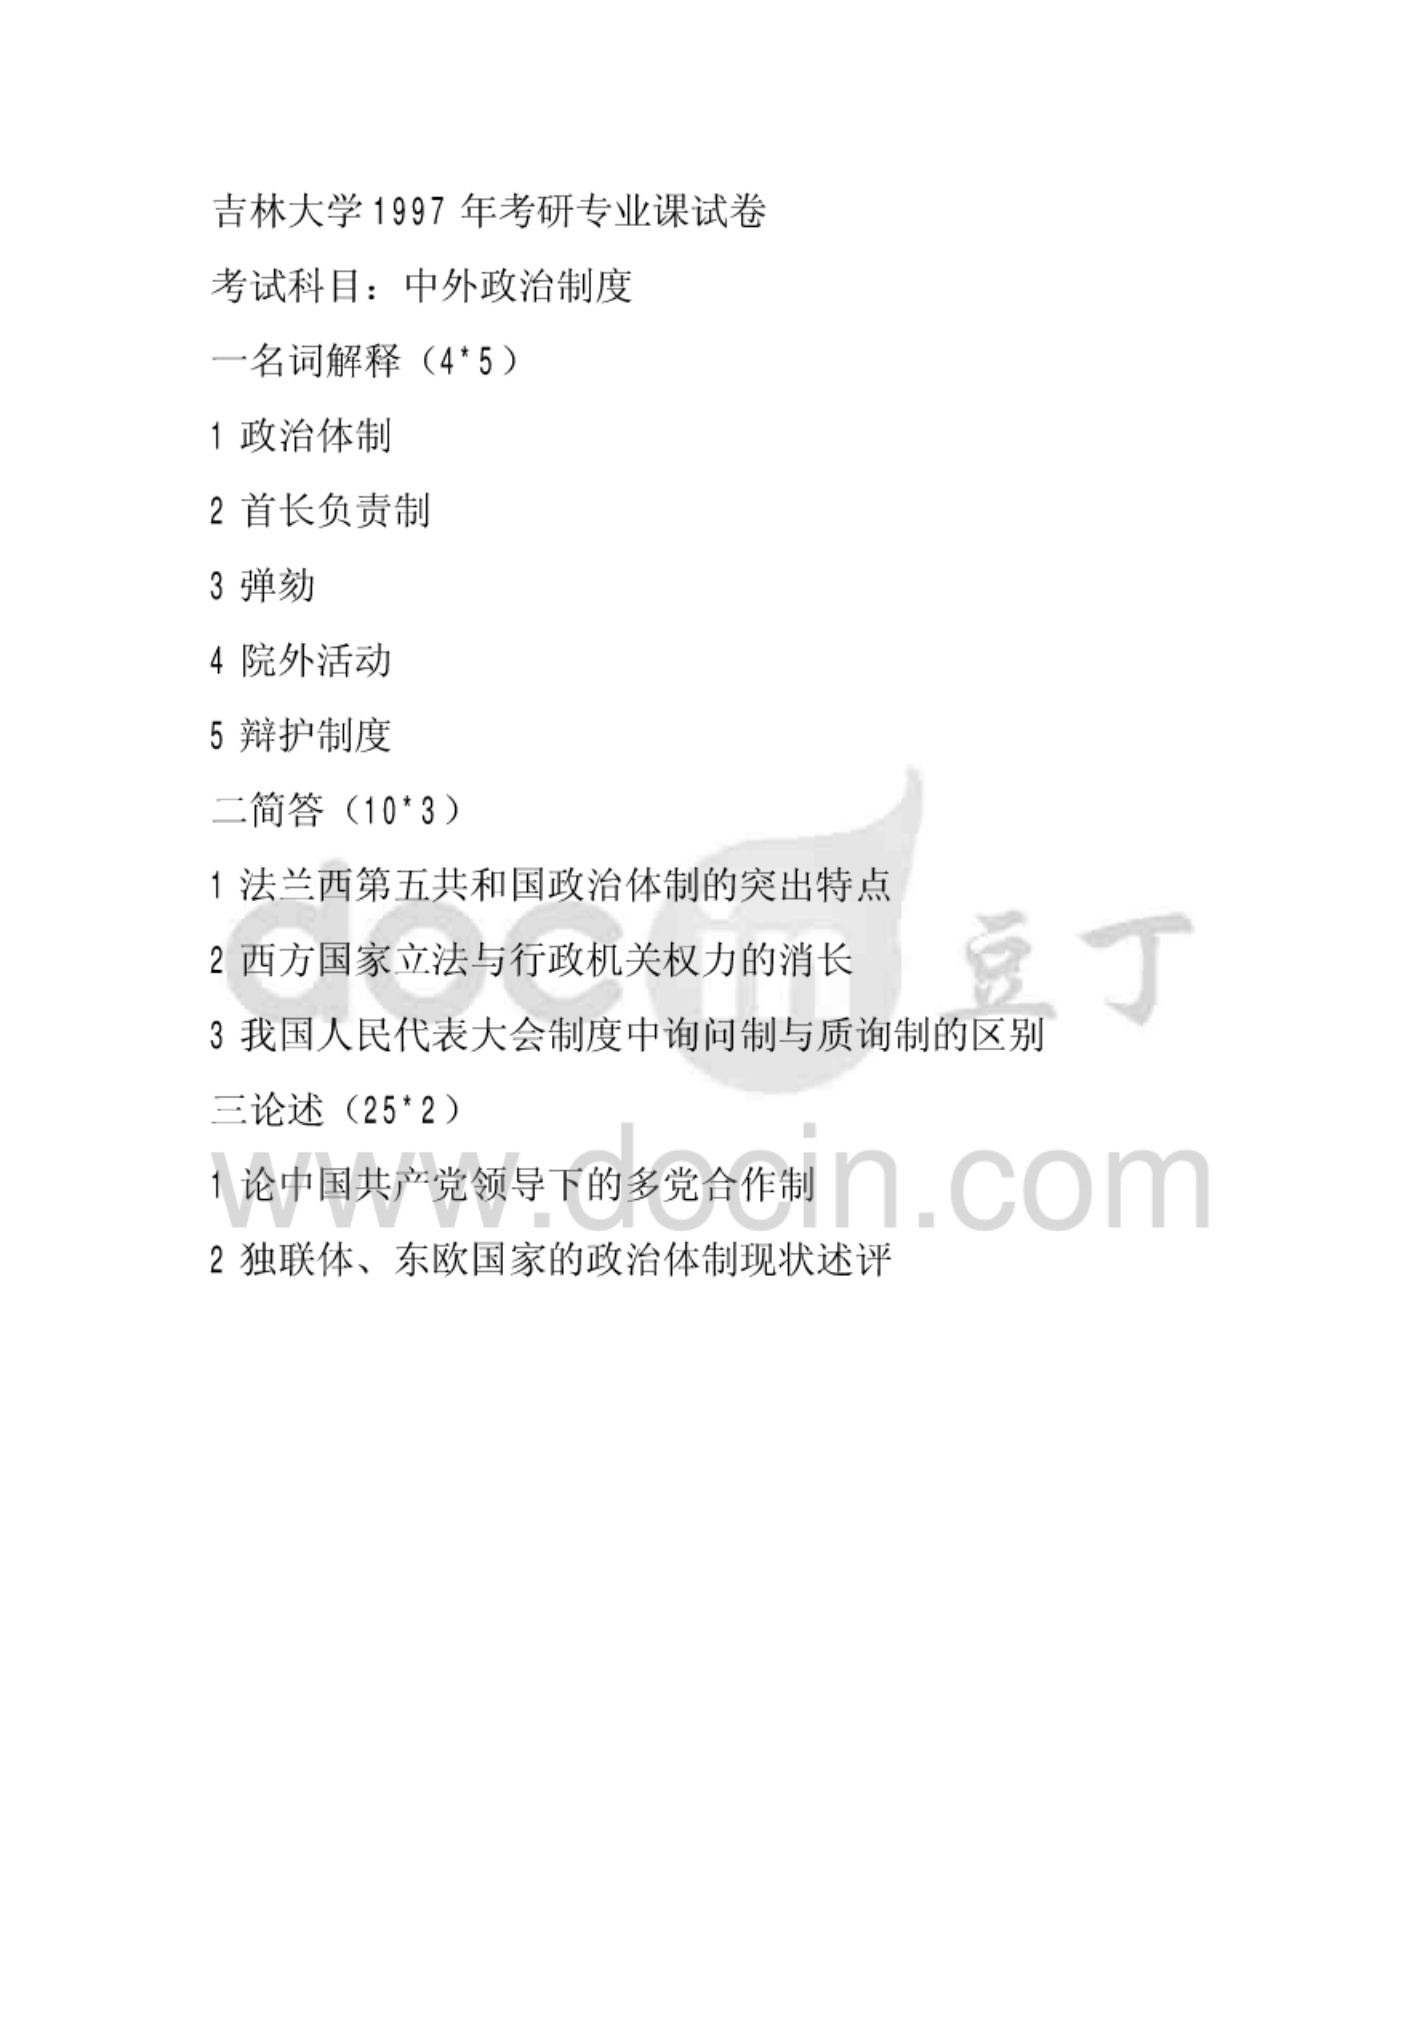 吉林大学1997 年考研专业课试卷
考试科目：中外政治制度
一名词解释（4*5）
1 政治体制
2 首长负责制
3 弹劾
4 院外活动
5 辩护制度
二简答（10*3）
1 法兰西第五共和国政治体制的突出特点
2 西方国家立法与行政机关权力的消长
3 我国人民代表大会制度中询问制与质询制的区别
三论述（25*2）
1 论中国共产党领导下的多党合作制
2 独联体、东欧国家的政治体制现状述评
docin 豆丁
www.docin.com